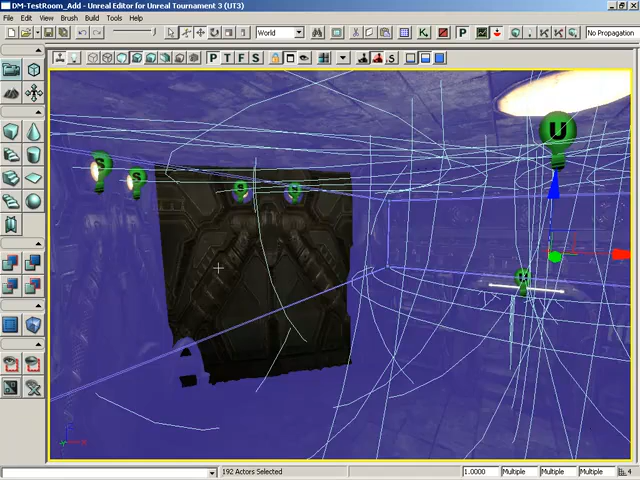 DM-TestRoom_Add - Unreal Editor for Unreal Tournament 3 (UT3)
File Edit View Brush Build Tools Help
World
P
No Propagation
P T F S
S
U
S
S
192 Actors Selected
1.0000
Multiple
Multiple
Multiple
4